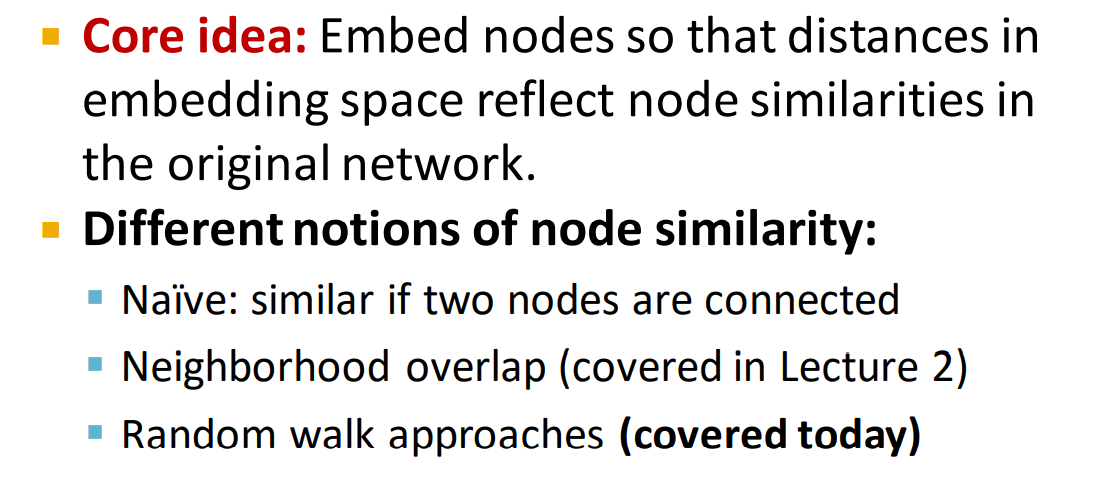 Core idea: Embed nodes so that distances in
embedding space reflect node similarities in
the original network.
Different notions of node similarity:
Naïve: similar if two nodes are connected
Neighborhood overlap (covered in Lecture 2)
Random walk approaches (covered today)